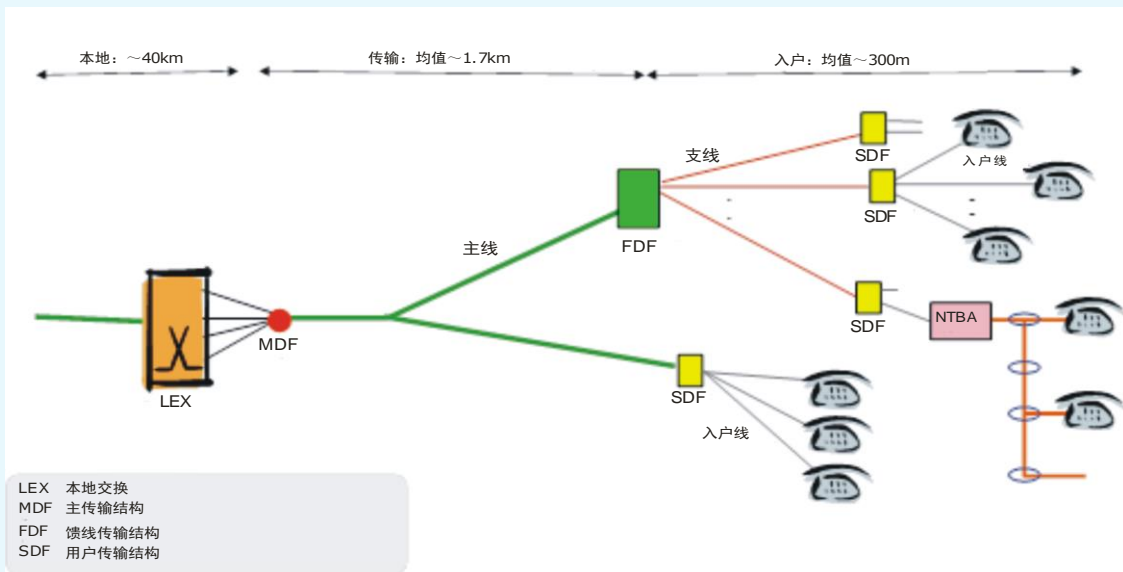 本地：～40km
传输：均值～1.7km
入户：均值～300m
支线
SDF
入户线
SDF
FDF
主线
SDF
NTBA
MDF
LEX
SDF
入户线
LEX 本地交换
MDF 主传输结构
FDF 馈线传输结构
SDF 用户传输结构